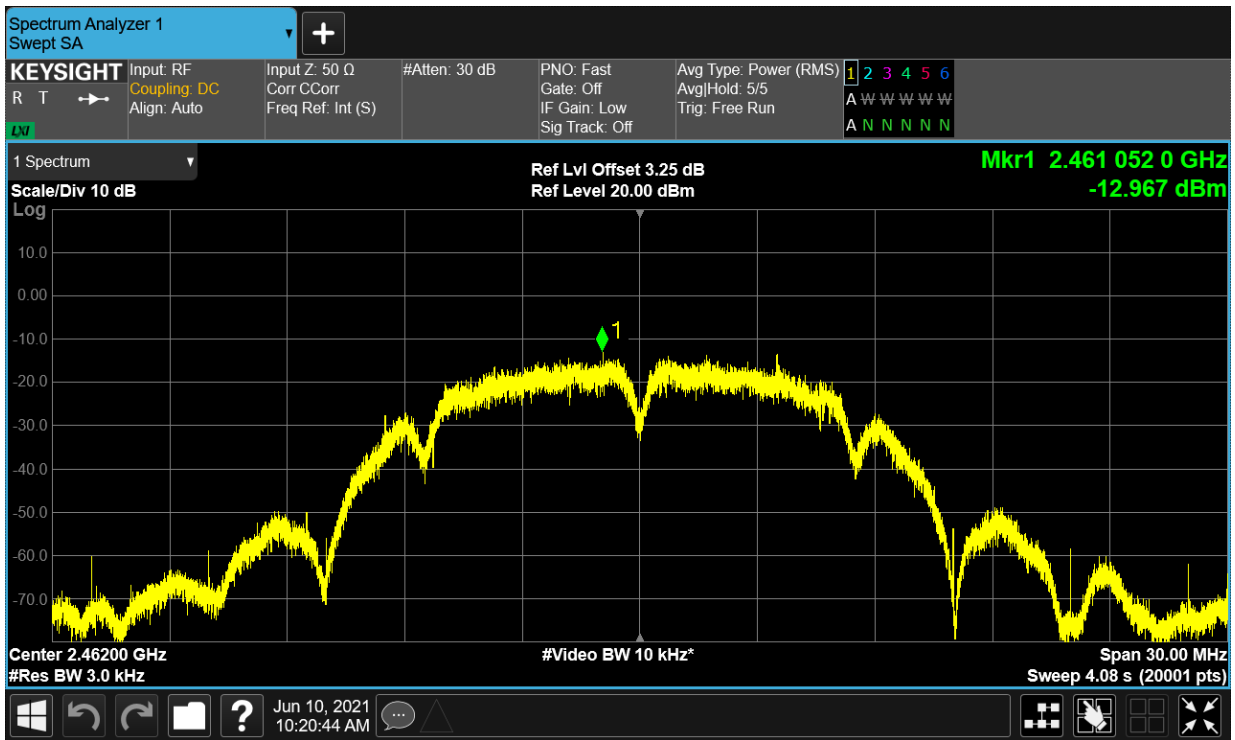 Spectrum Analyzer 1
Swept SA
+
KEYSIGHT
R T
LXI
Input: RF
Coupling: DC
Align: Auto
Input Z: 50 Ω
Corr CCorr
Freq Ref: Int (S)
#Atten: 30 dB
PNO: Fast
Gate: Off
IF Gain: Low
Sig Track: Off
Avg Type: Power (RMS)
Avg|Hold: 5/5
Trig: Free Run
1 2 3 4 5 6
A W W W W W
A N N N N N
1 Spectrum
Scale/Div 10 dB
Log
Ref Lvl Offset 3.25 dB
Ref Level 20.00 dBm
Mkr1 2.461 052 0 GHz
-12.967 dBm
10.0
0.00
-10.0
-20.0
-30.0
-40.0
-50.0
-60.0
-70.0
1
Center 2.46200 GHz
#Res BW 3.0 kHz
#Video BW 10 kHz*
Span 30.00 MHz
Sweep 4.08 s (20001 pts)
?
Jun 10, 2021
10:20:44 AM